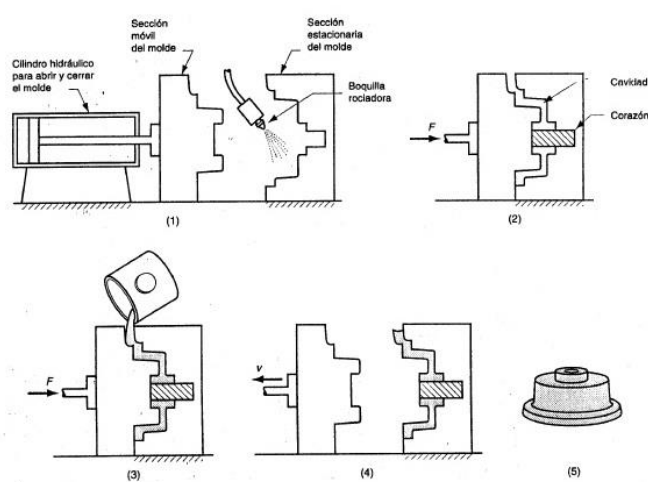 Sección
móvil
del molde
Sección
estacionaria
del molde
Cilindro hidráulico
para abrir y cerrar
el molde
Boquilla
rociadora
(1)
Cavidad
Corazón
F
(2)
F
(3)
v
(4)
(5)